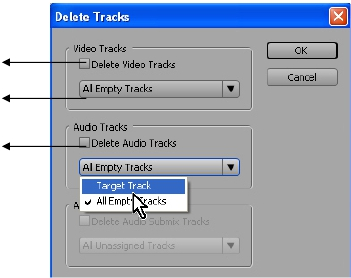 Delete Tracks
Video Tracks
OK
Delete Video Tracks
Cancel
All Empty Tracks
Audio Tracks
Delete Audio Tracks
All Empty Tracks
Target Track
All Empty Tracks
Delete Audio Submix Tracks
All Unassigned Tracks